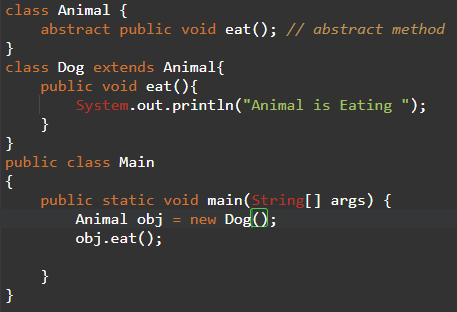 class Animal {
    abstract public void eat(); // abstract method
}
class Dog extends Animal{
    public void eat(){
        System.out.println("Animal is Eating ");
    }
}
public class Main
{
    public static void main(String[] args) {
        Animal obj = new Dog();
        obj.eat();
    }
}